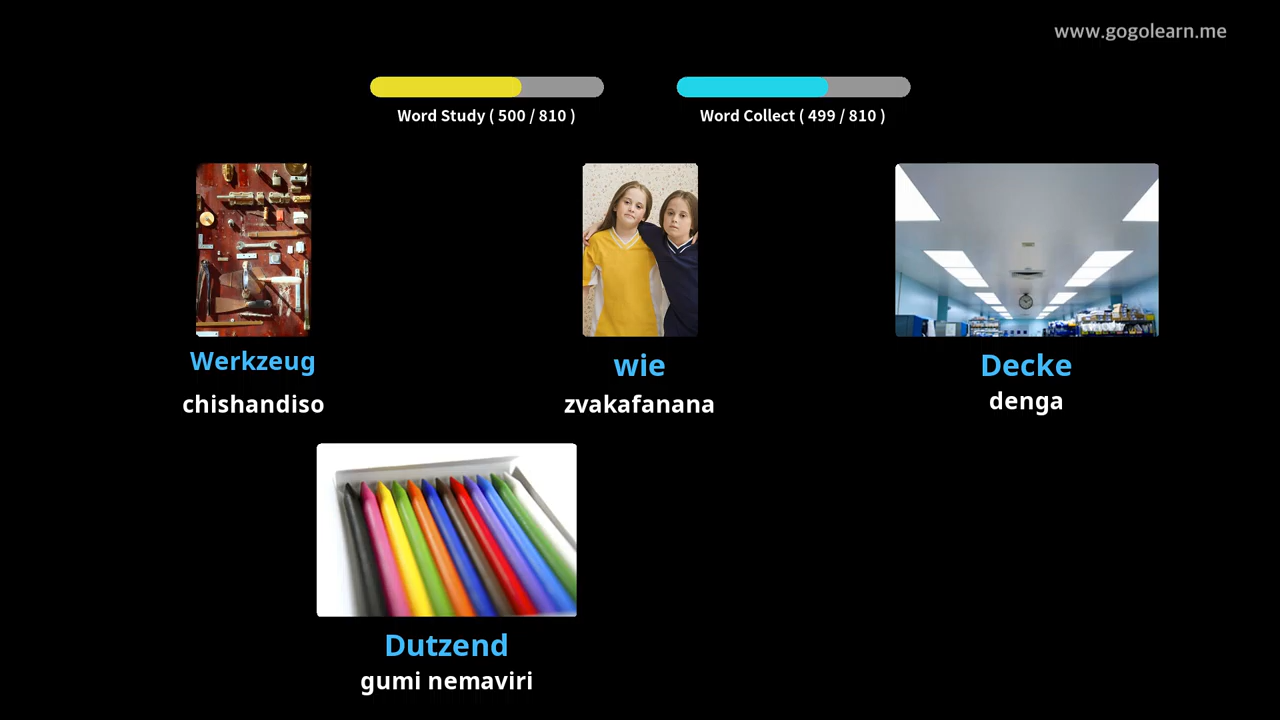 www.gogolearn.me
Word Study ( 500 / 810 )
Word Collect ( 499 / 810 )
Werkzeug
chishandiso
wie
zvakafanana
Decke
denga
Dutzend
gumi nemaviri